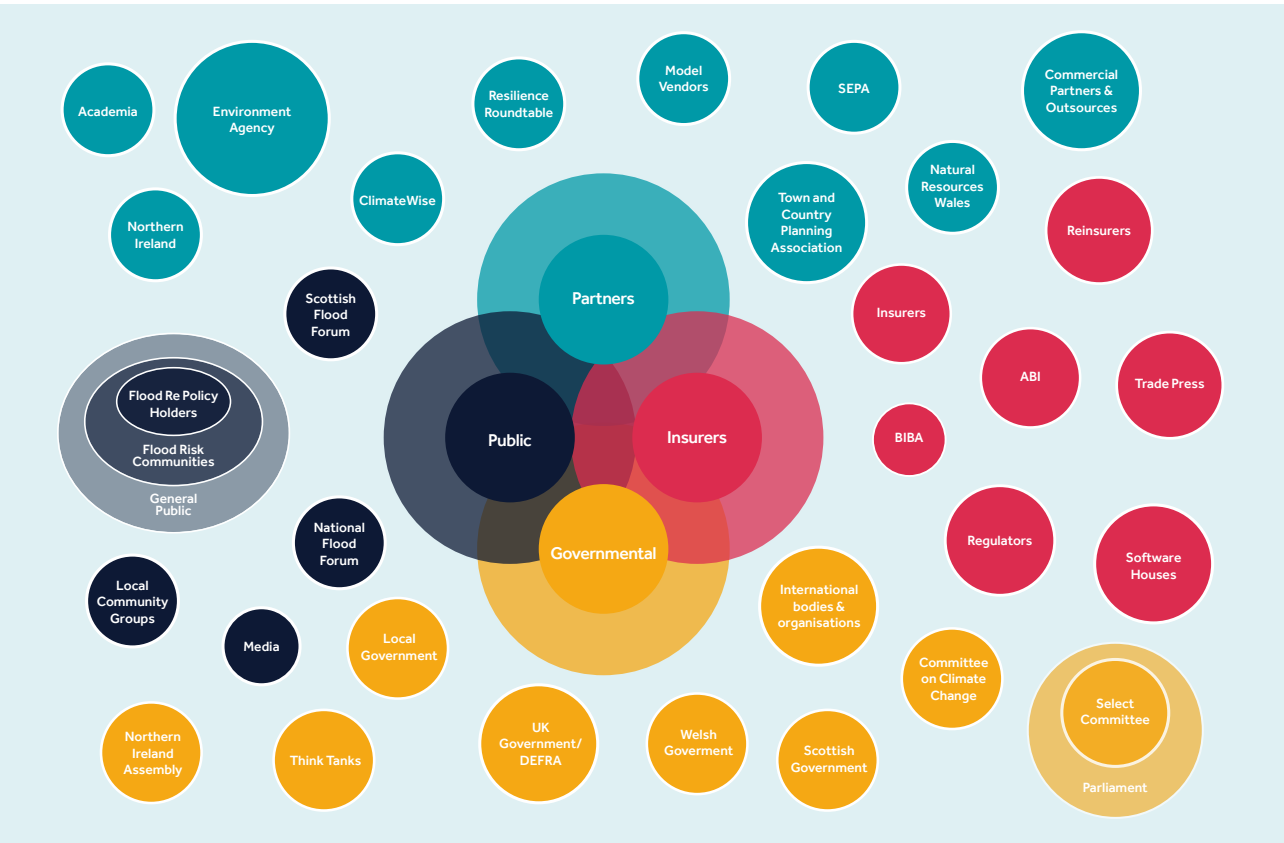 Academia
Environment
Agency
Resilience
Roundtable
Model
Vendors
SEPA
Commercial
Partners &
Outsources
Northern
Ireland
ClimateWise
Town and
Country
Planning
Association
Natural
Resources
Wales
Reinsurers
Scottish
Flood
Forum
Partners
Insurers
Flood Re Policy
Holders
Flood Risk
Communities
General
Public
Public
Insurers
Governmental
ABI
Trade Press
BIBA
National
Flood
Forum
Regulators
Software
Houses
Local
Community
Groups
Media
Local
Government
International
bodies &
organisations
Committee
on Climate
Change
Select
Committee
Parliament
Northern
Ireland
Assembly
Think Tanks
UK
Government/
DEFRA
Welsh
Goverment
Scottish
Government